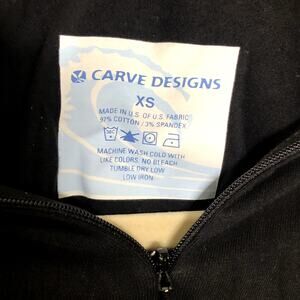 CARVE DESIGNS
XS
MADE IN U.S. OF U.S. FABRIC
97% COTTON / 3% SPANDEX
MACHINE WASH COLD WITH
LIKE COLORS. NO BLEACH
TUMBLE DRY LOW
LOW IRON